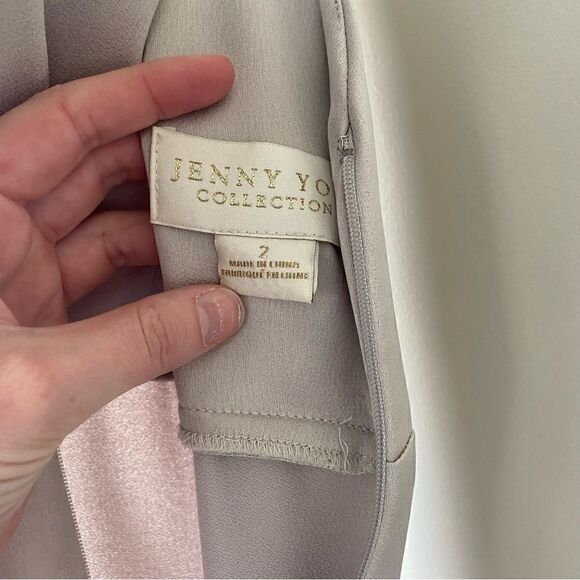 JENNY YO
COLLECTION
2
MADE IN CHINA
FABRIQUÉ EN CHINE